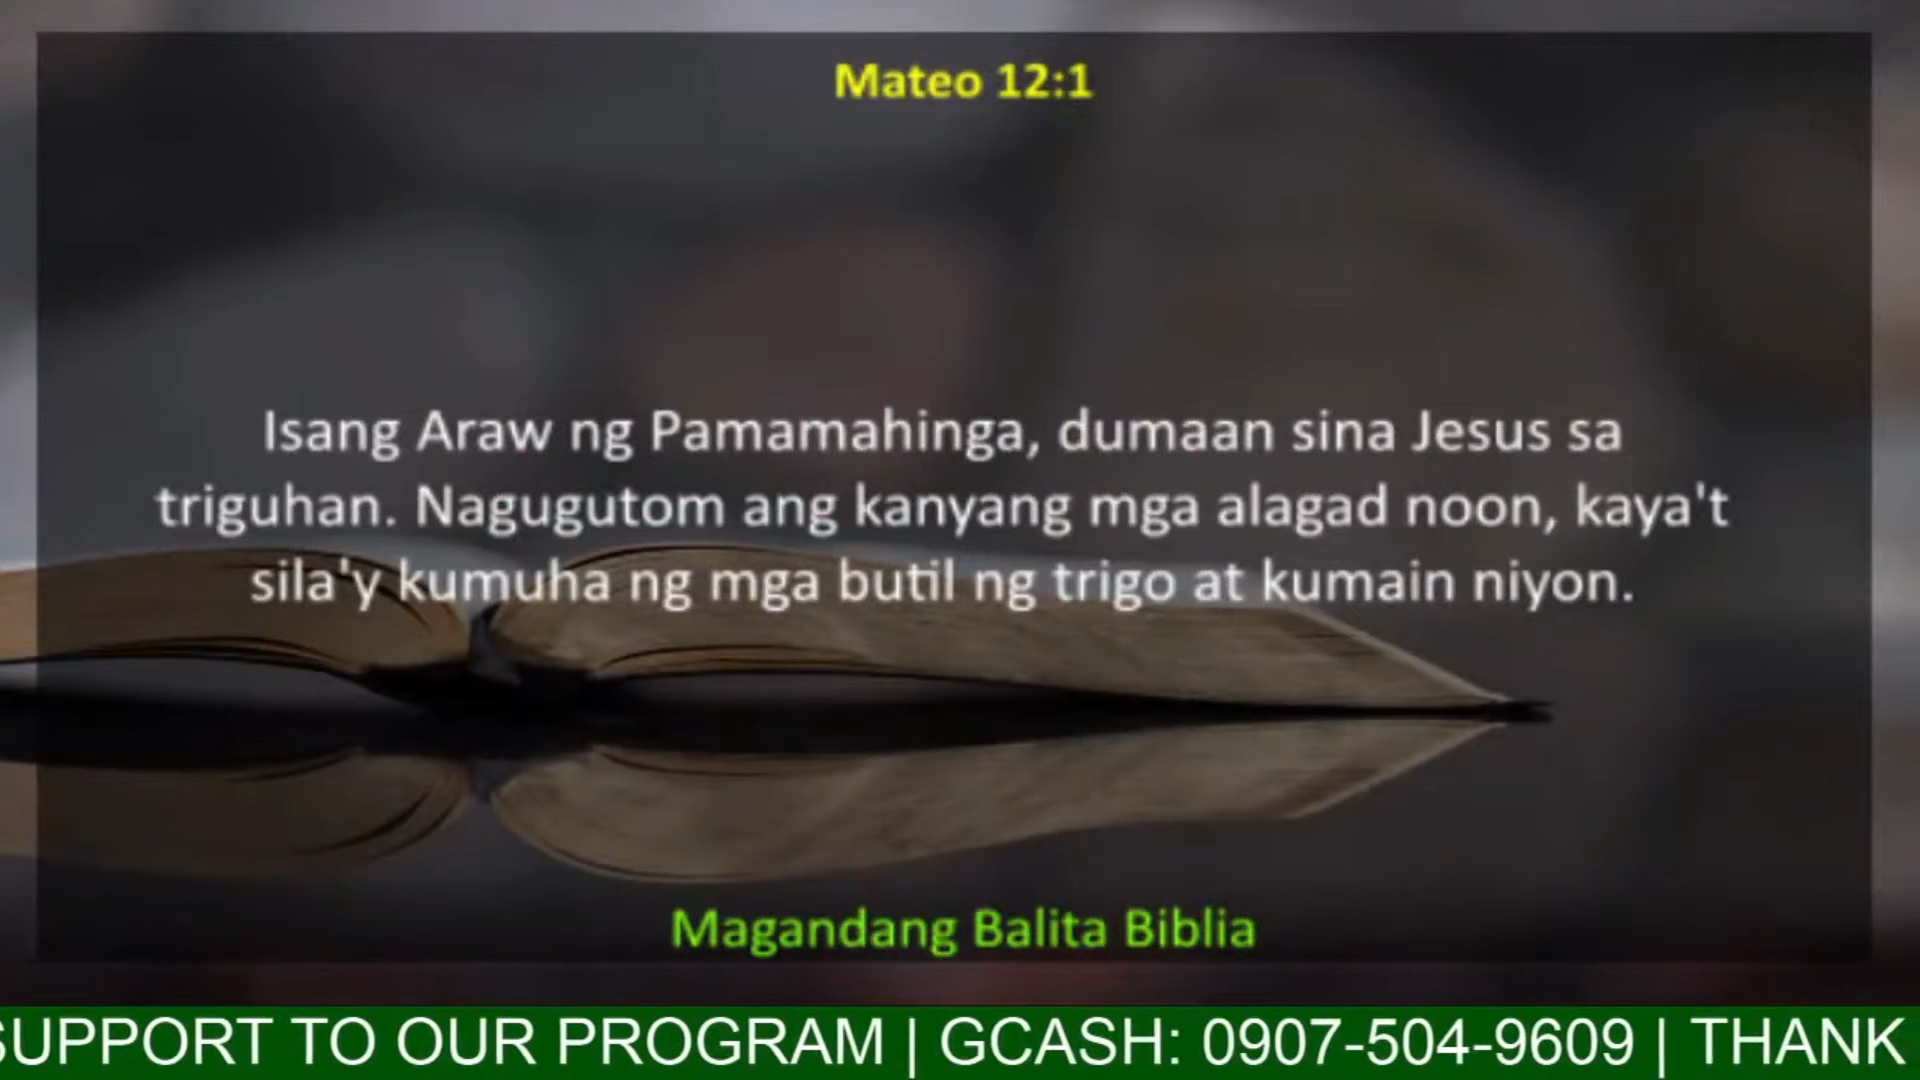 Mateo 12:1
Isang Araw ng Pamamahinga, dumaan sina Jesus sa
triguhan. Nagugutom ang kanyang mga alagad noon, kaya't
sila'y kumuha ng mga butil ng trigo at kumain niyon.
Magandang Balita Biblia
SUPPORT TO OUR PROGRAM | GCASH: 0907-504-9609 | THANK